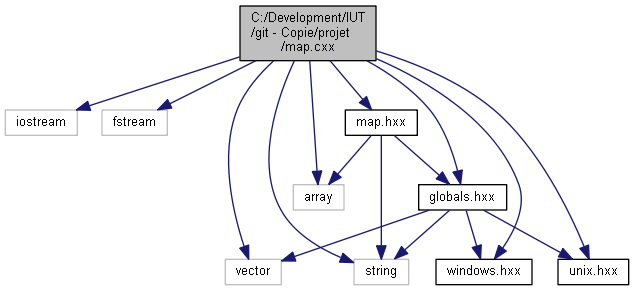 C:/Development/IUT
/git - Copie/projet
/map.cxx
iostream
fstream
map.hxx
array
globals.hxx
vector
string
windows.hxx
unix.hxx